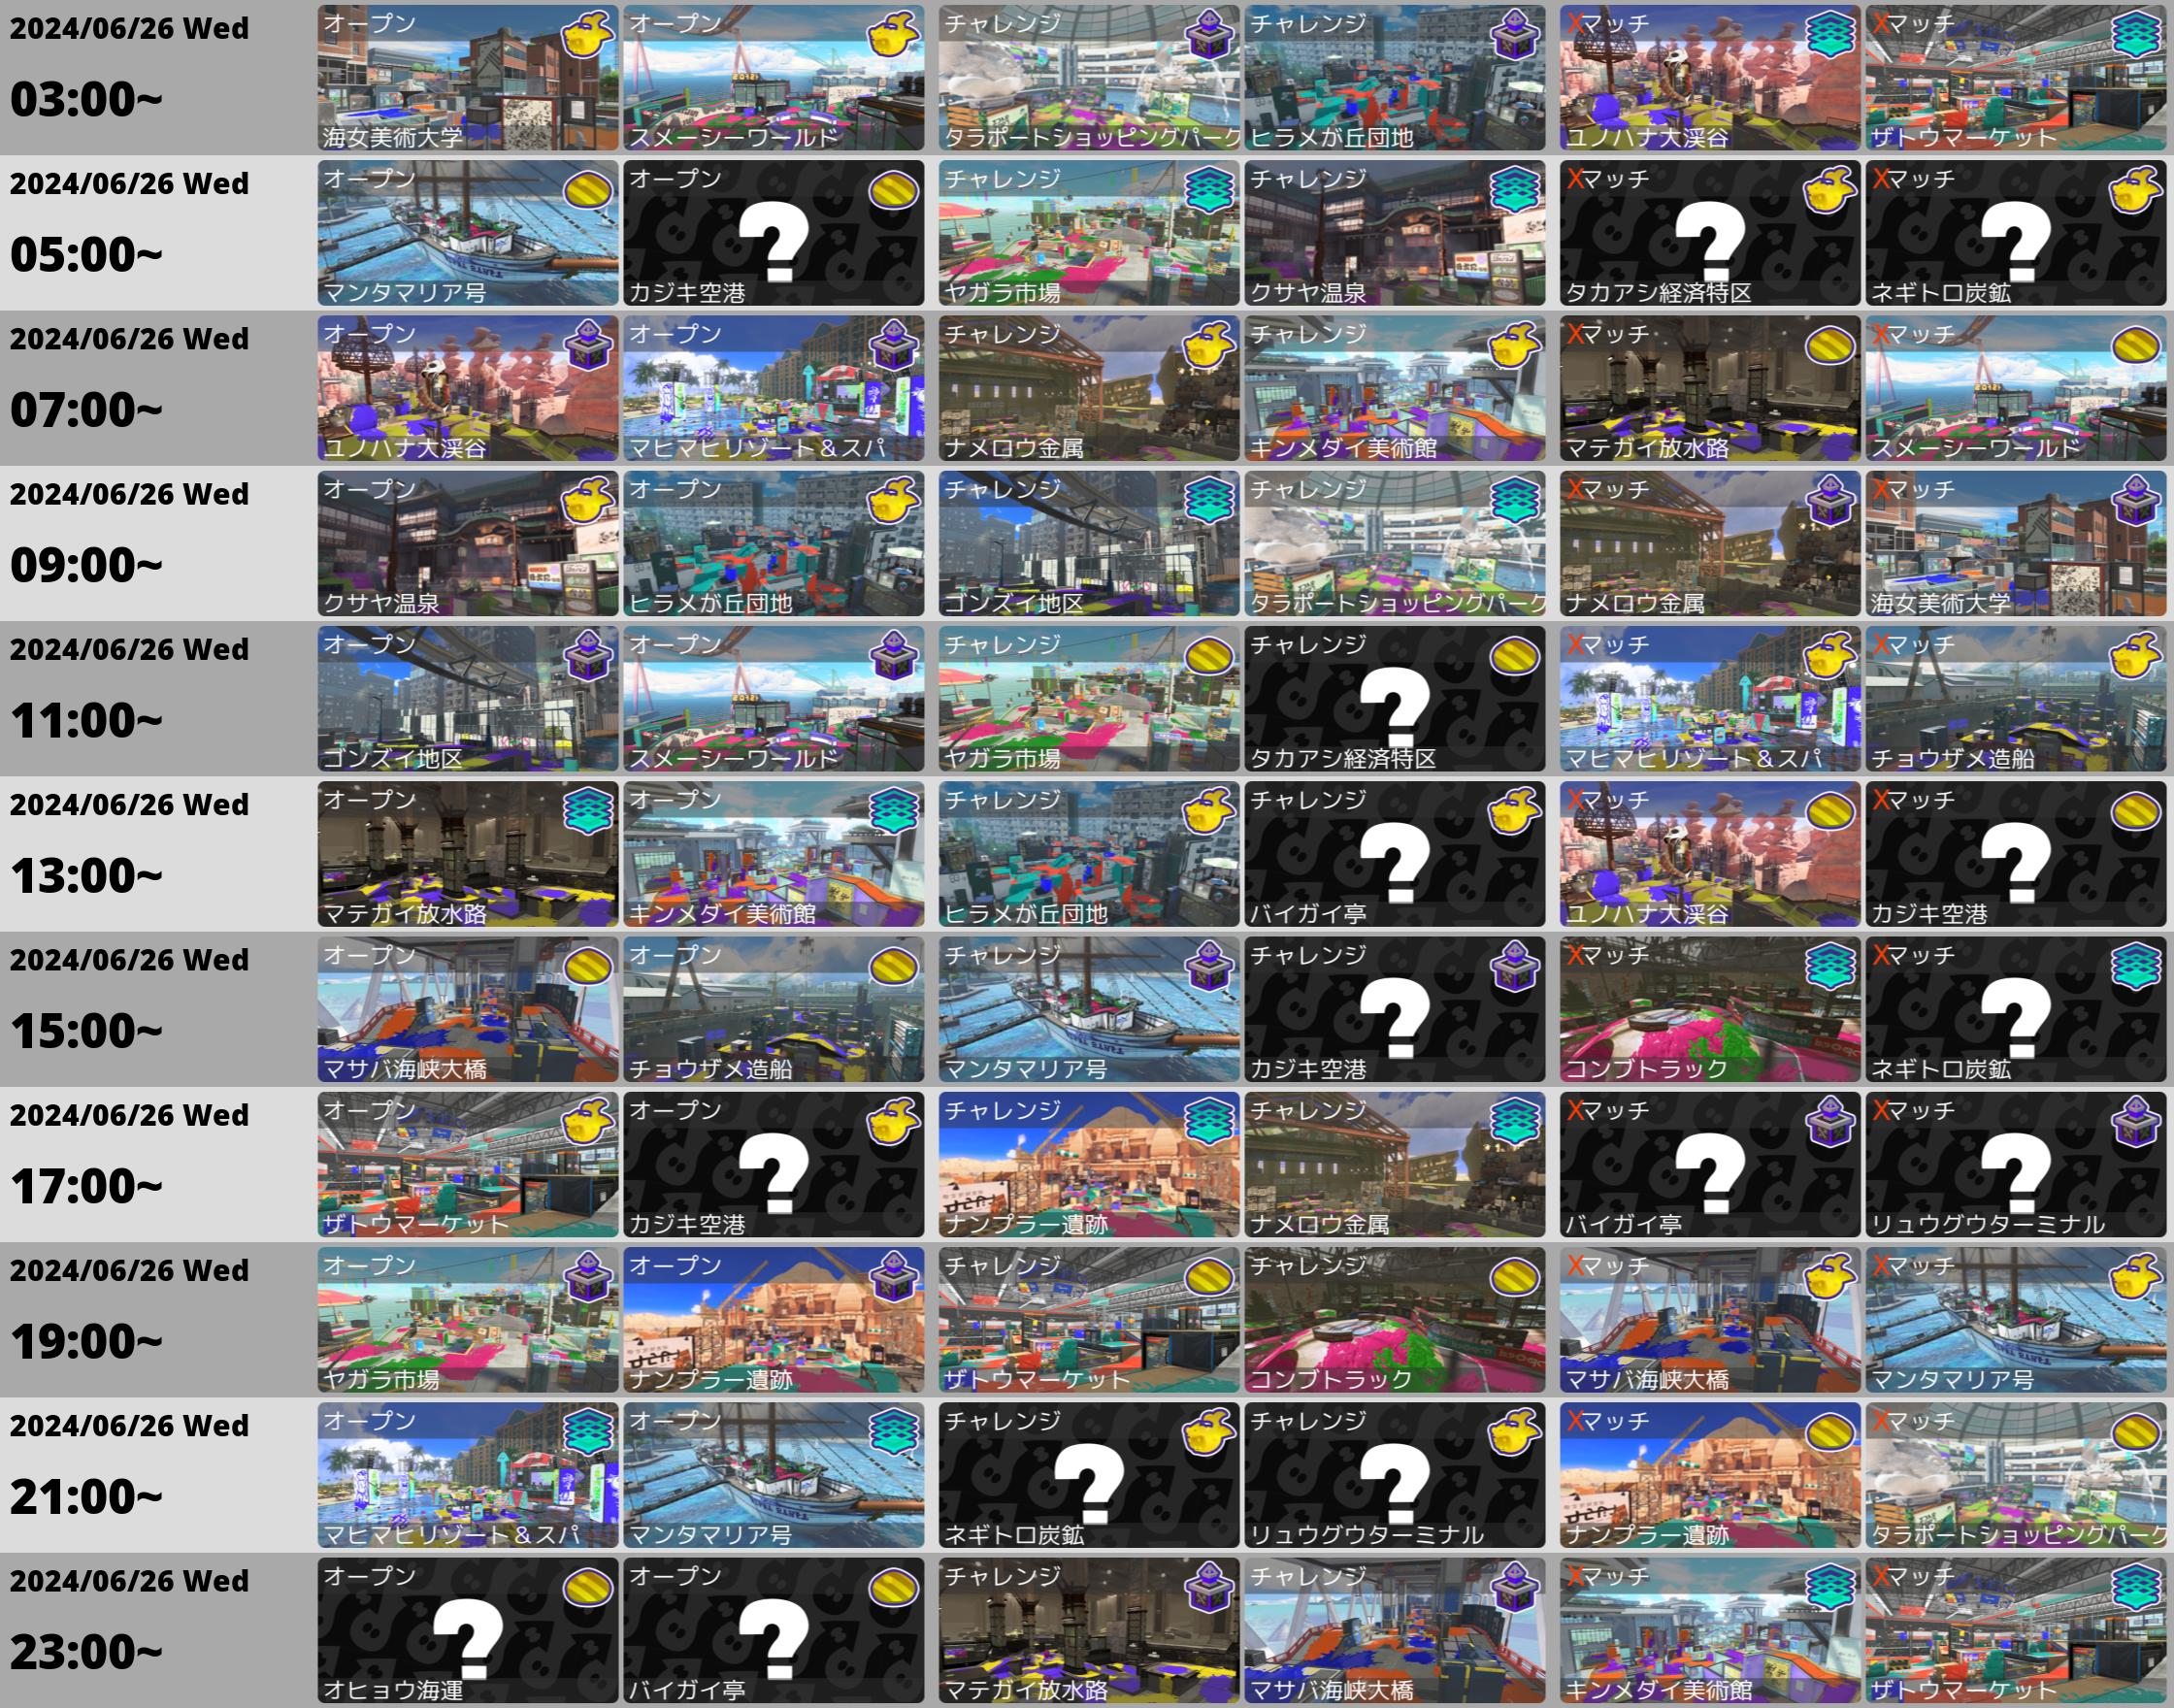 2024/06/26 Wed
03:00~
オープン
海女美術大学
オープン
スメーシーワールド
チャレンジ
タラポートショッピングパーク
チャレンジ
ヒラメが丘団地
Xマッチ
ユノハナ大渓谷
Xマッチ
ザトウマーケット
2024/06/26 Wed
05:00~
オープン
マンタマリア号
オープン
?
カジキ空港
チャレンジ
ヤガラ市場
チャレンジ
クサヤ温泉
Xマッチ
?
タカアシ経済特区
Xマッチ
?
ネギトロ炭鉱
2024/06/26 Wed
07:00~
オープン
ユノハナ大渓谷
オープン
マヒマヒリゾート＆スパ
チャレンジ
ナメロウ金属
チャレンジ
キンメダイ美術館
Xマッチ
マテガイ放水路
Xマッチ
スメーシーワールド
2024/06/26 Wed
09:00~
オープン
クサヤ温泉
オープン
ヒラメが丘団地
チャレンジ
ゴンズイ地区
チャレンジ
タラポートショッピングパーク
Xマッチ
ナメロウ金属
Xマッチ
海女美術大学
2024/06/26 Wed
11:00~
オープン
ゴンズイ地区
オープン
スメーシーワールド
チャレンジ
ヤガラ市場
チャレンジ
?
タカアシ経済特区
Xマッチ
マヒマヒリゾート＆スパ
Xマッチ
チョウザメ造船
2024/06/26 Wed
13:00~
オープン
マテガイ放水路
オープン
キンメダイ美術館
チャレンジ
ヒラメが丘団地
チャレンジ
?
バイガイ亭
Xマッチ
ユノハナ大渓谷
Xマッチ
?
カジキ空港
2024/06/26 Wed
15:00~
オープン
マサバ海峡大橋
オープン
チョウザメ造船
チャレンジ
マンタマリア号
チャレンジ
?
カジキ空港
Xマッチ
コンブトラック
Xマッチ
?
ネギトロ炭鉱
2024/06/26 Wed
17:00~
オープン
ザトウマーケット
オープン
?
カジキ空港
チャレンジ
ナンプラー遺跡
チャレンジ
ナメロウ金属
Xマッチ
?
バイガイ亭
Xマッチ
?
リュウグウターミナル
2024/06/26 Wed
19:00~
オープン
ヤガラ市場
オープン
ナンプラー遺跡
チャレンジ
ザトウマーケット
チャレンジ
コンブトラック
Xマッチ
マサバ海峡大橋
Xマッチ
マンタマリア号
2024/06/26 Wed
21:00~
オープン
マヒマヒリゾート＆スパ
オープン
マンタマリア号
チャレンジ
?
ネギトロ炭鉱
チャレンジ
?
リュウグウターミナル
Xマッチ
ナンプラー遺跡
Xマッチ
タラポートショッピングパーク
2024/06/26 Wed
23:00~
オープン
?
オヒョウ海運
オープン
?
バイガイ亭
チャレンジ
マテガイ放水路
チャレンジ
マサバ海峡大橋
Xマッチ
キンメダイ美術館
Xマッチ
ザトウマーケット